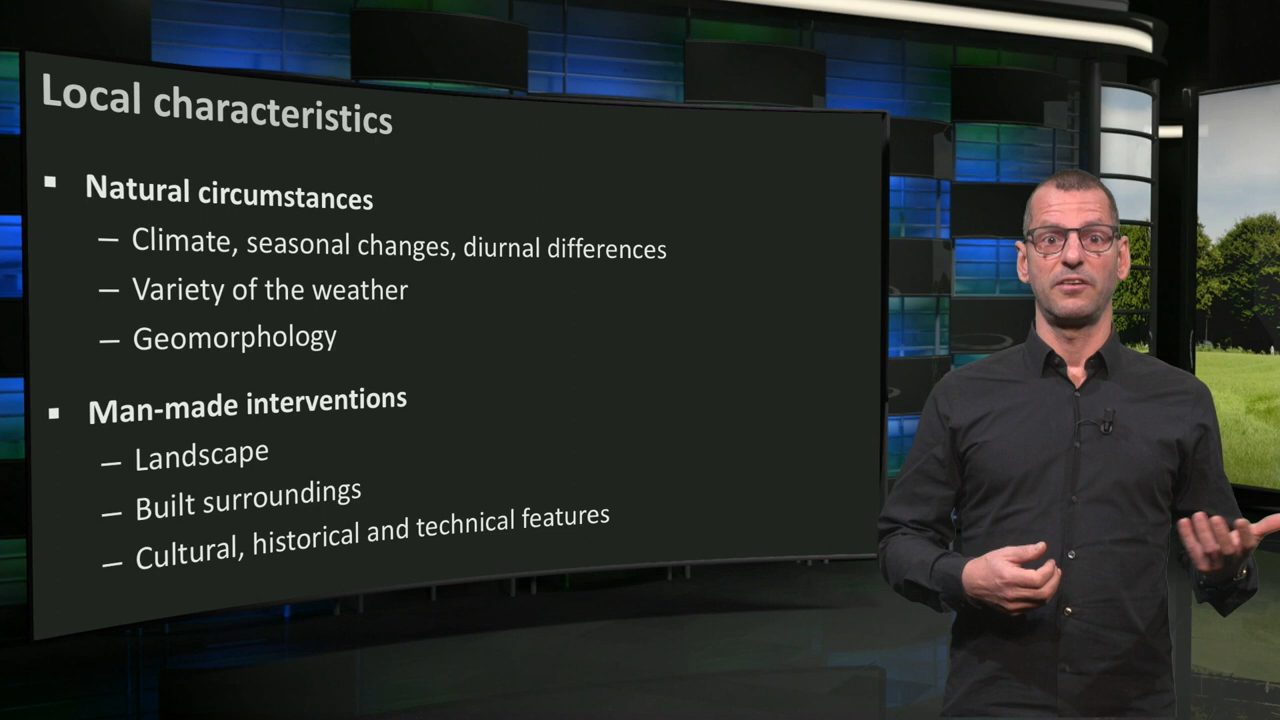 Local characteristics
▪ Natural circumstances
– Climate, seasonal changes, diurnal differences
– Variety of the weather
– Geomorphology
▪ Man-made interventions
– Landscape
– Built surroundings
– Cultural, historical and technical features